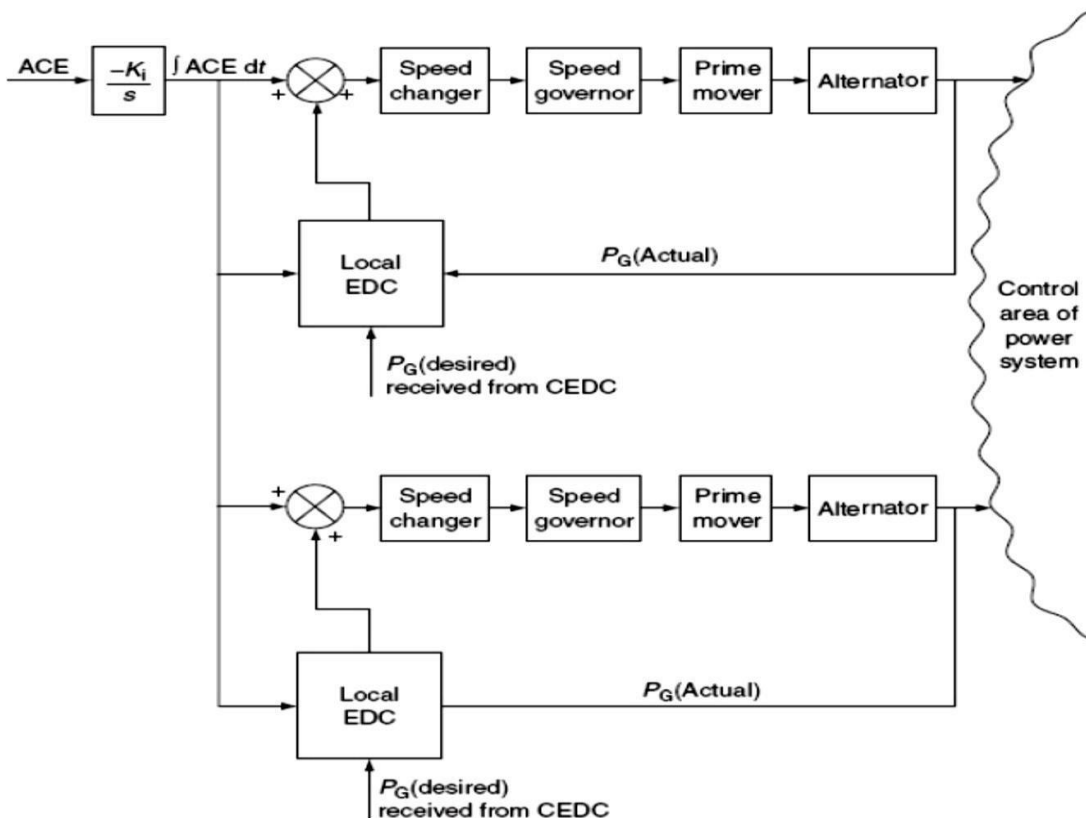 ACE
−Ki
s
∫ ACE dt
+
+
Speed
changer
Speed
governor
Prime
mover
Alternator
Local
EDC
PG(Actual)
PG(desired)
received from CEDC
Control
area of
power
system
+
+
Speed
changer
Speed
governor
Prime
mover
Alternator
Local
EDC
PG(Actual)
PG(desired)
received from CEDC